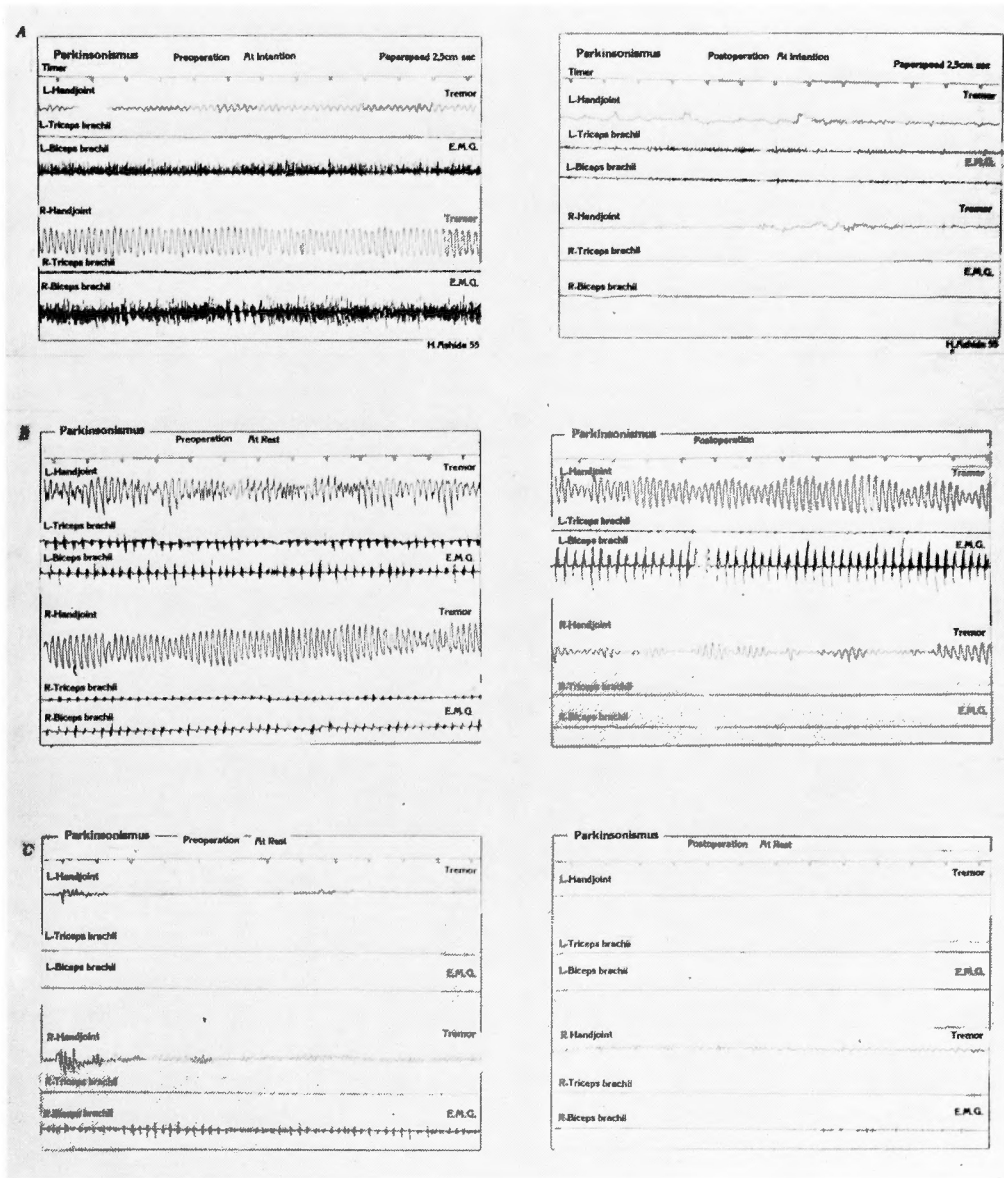 A
Parkinsonismus Preoperation At Intention Paperspeed 2,5cm sec
Timer
L-Handjoint Tremor
L-Triceps brachii
L-Biceps brachii E.M.G.
R-Handjoint Tremor
R-Triceps brachii
R-Biceps brachii E.M.G.
H. Ashida 55
Parkinsonismus Postoperation At Intention Paperspeed 2,5cm sec
Timer
L-Handjoint Tremor
L-Triceps brachii
L-Biceps brachii E.M.G.
R-Handjoint Tremor
R-Triceps brachii
R-Biceps brachii E.M.G.
H. Ashida 55
B
Parkinsonismus Preoperation At Rest
L-Handjoint Tremor
L-Triceps brachii
L-Biceps brachii E.M.G.
R-Handjoint Tremor
R-Triceps brachii
R-Biceps brachii E.M.G.
Parkinsonismus Postoperation
L-Handjoint Tremor
L-Triceps brachii
L-Biceps brachii E.M.G.
R-Handjoint Tremor
R-Triceps brachii
R-Biceps brachii E.M.G.
C
Parkinsonismus Preoperation At Rest
L-Handjoint Tremor
L-Triceps brachii
L-Biceps brachii E.M.G.
R-Handjoint Tremor
R-Triceps brachii
R-Biceps brachii E.M.G.
Parkinsonismus Postoperation At Rest
L-Handjoint Tremor
L-Triceps brachii
L-Biceps brachii E.M.G.
R Handjoint Tremor
R-Triceps brachii
R-Biceps brachii E.M.G.